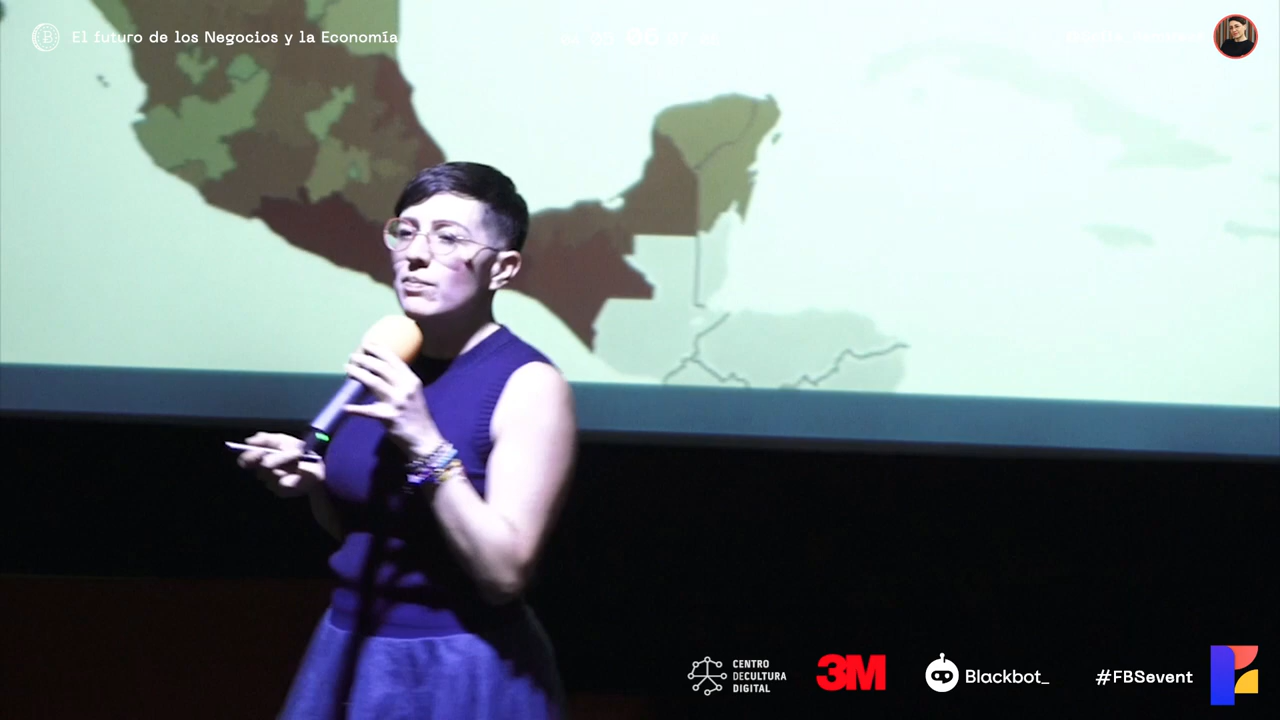 El futuro de los Negocios y la Economía
CENTRO
DECULTURA
DIGITAL
3M
Blackbot_
#FBSevent